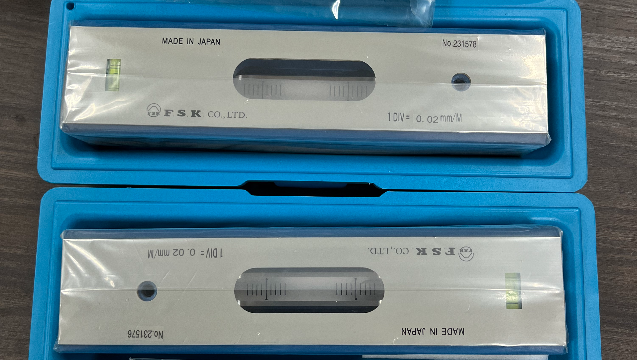 MADE IN JAPAN
No.231578
FSK CO.,LTD.
1DIV= 0.02mm/M
FSK CO.,LTD.
1DIV= 0.02mm/M
MADE IN JAPAN
No.231576